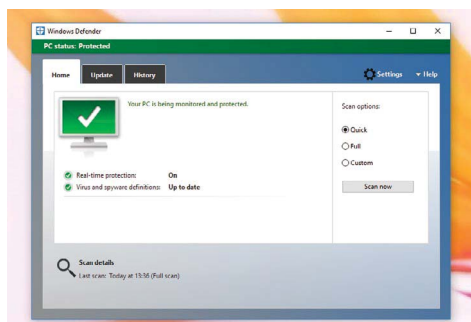 Windows Defender
PC status: Protected
Home Update History Settings Help
Your PC is being monitored and protected.
Scan options:
Quick
Full
Custom
Scan now
Real-time protection: On
Virus and spyware definitions: Up to date
Scan details
Last scan: Today at 13:36 (Full scan)